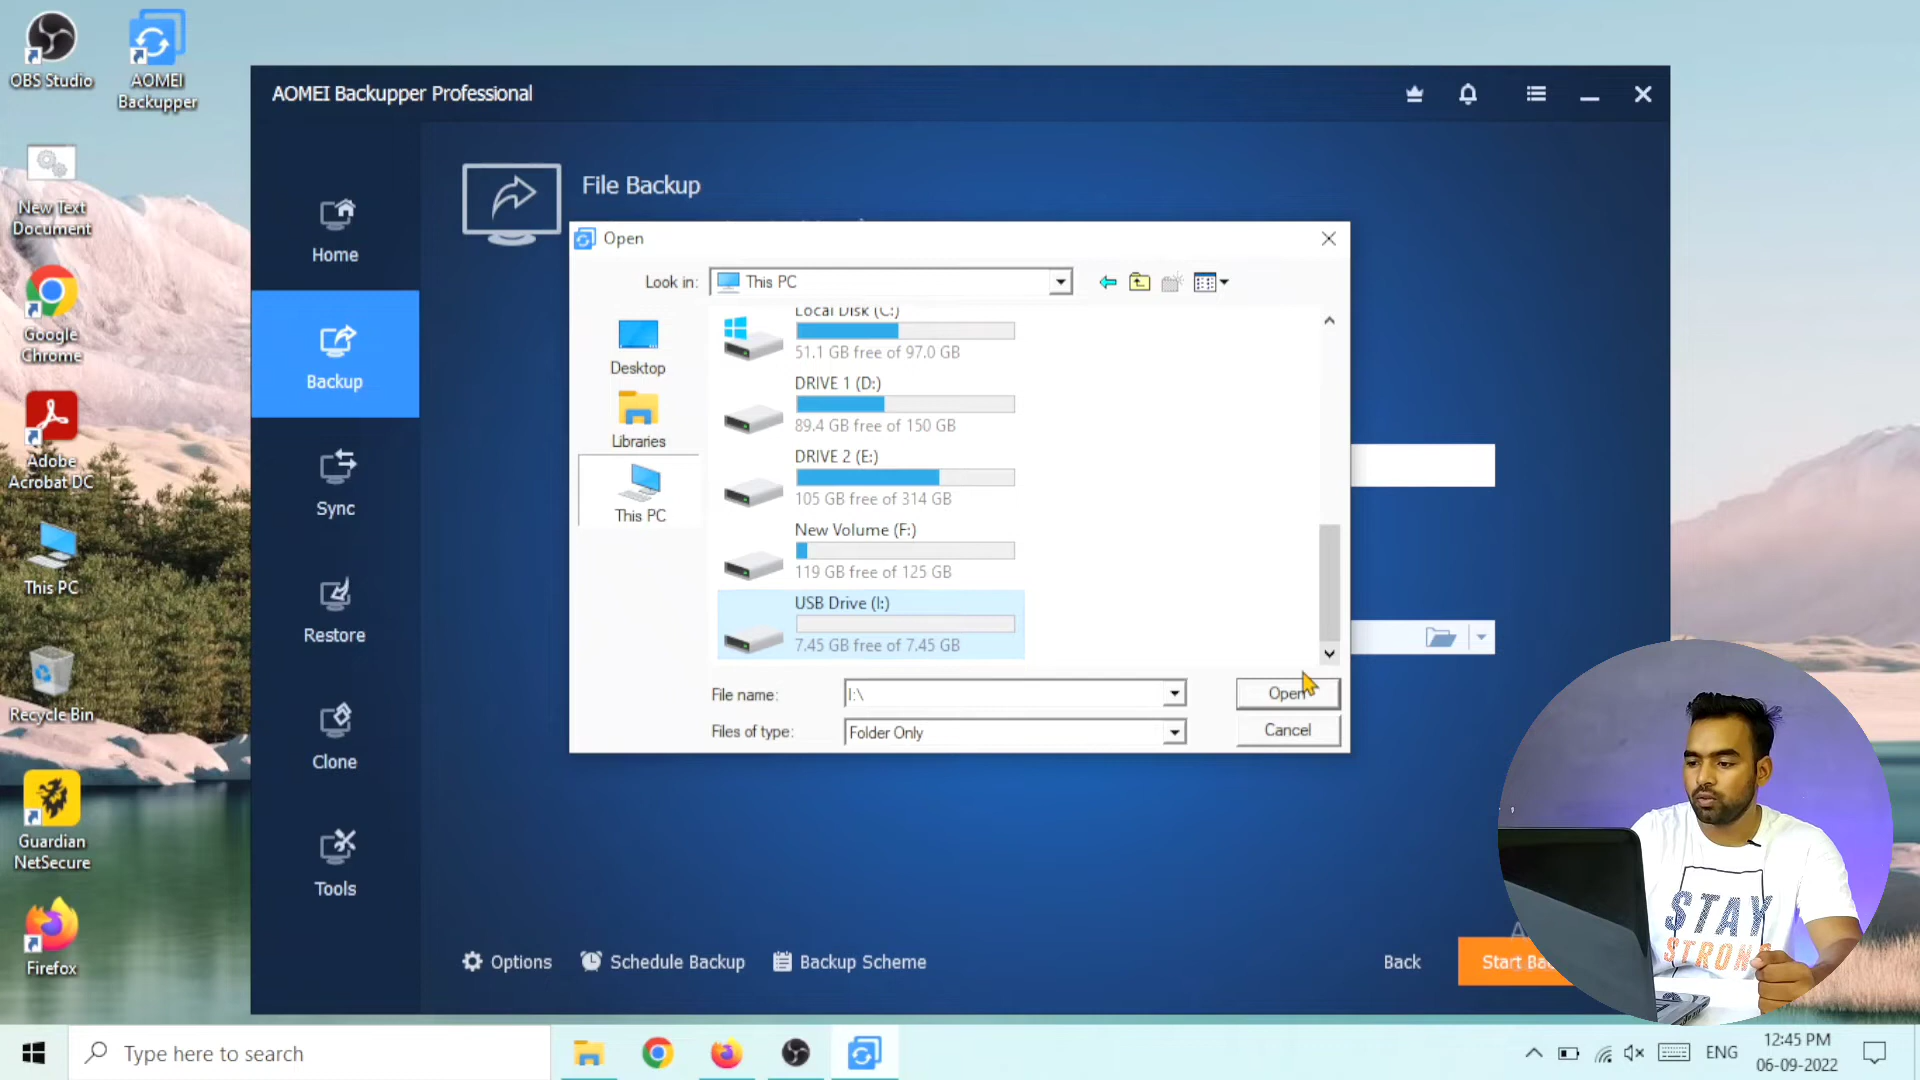 OBS Studio
AOMEI
Backupper
New Text
Document
Google
Chrome
Adobe
Acrobat DC
This PC
Recycle Bin
Guardian
NetSecure
Firefox
AOMEI Backupper Professional
Home
Backup
Sync
Restore
Clone
Tools
File Backup
Open
Look in:
This PC
Desktop
Libraries
This PC
Local Disk (C:)
51.1 GB free of 97.0 GB
DRIVE 1 (D:)
89.4 GB free of 150 GB
DRIVE 2 (E:)
105 GB free of 314 GB
New Volume (F:)
119 GB free of 125 GB
USB Drive (I:)
7.45 GB free of 7.45 GB
File name:
I:\
Open
Files of type:
Folder Only
Cancel
Options
Schedule Backup
Backup Scheme
Back
Start
STAY
STRONG
Type here to search
ENG
12:45 PM
06-09-2022